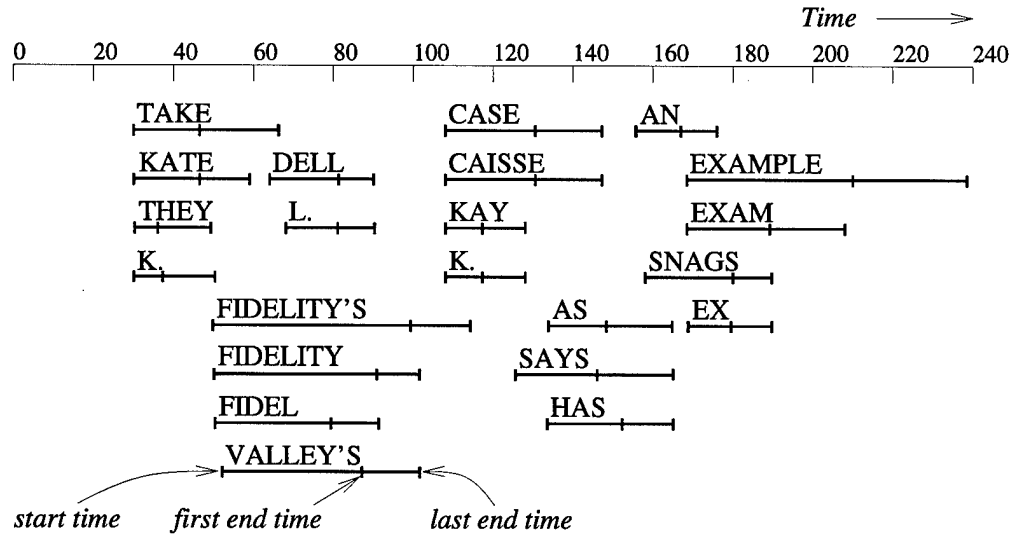 Time
0 20 40 60 80 100 120 140 160 180 200 220 240
TAKE CASE AN
KATE DELL CAISSE EXAMPLE
THEY L. KAY EXAM
K. K. SNAGS
FIDELITY'S AS EX
FIDELITY SAYS
FIDEL HAS
VALLEY'S
start time first end time last end time